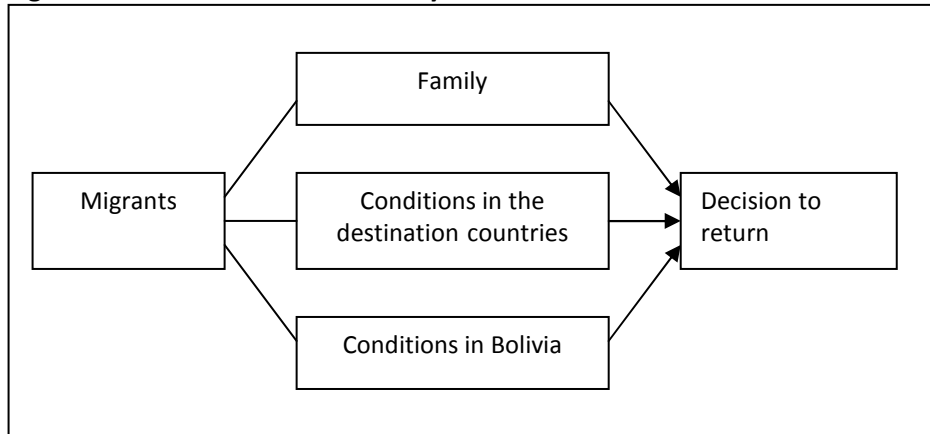 Family
Migrants
Conditions in the
destination countries
Decision to
return
Conditions in Bolivia